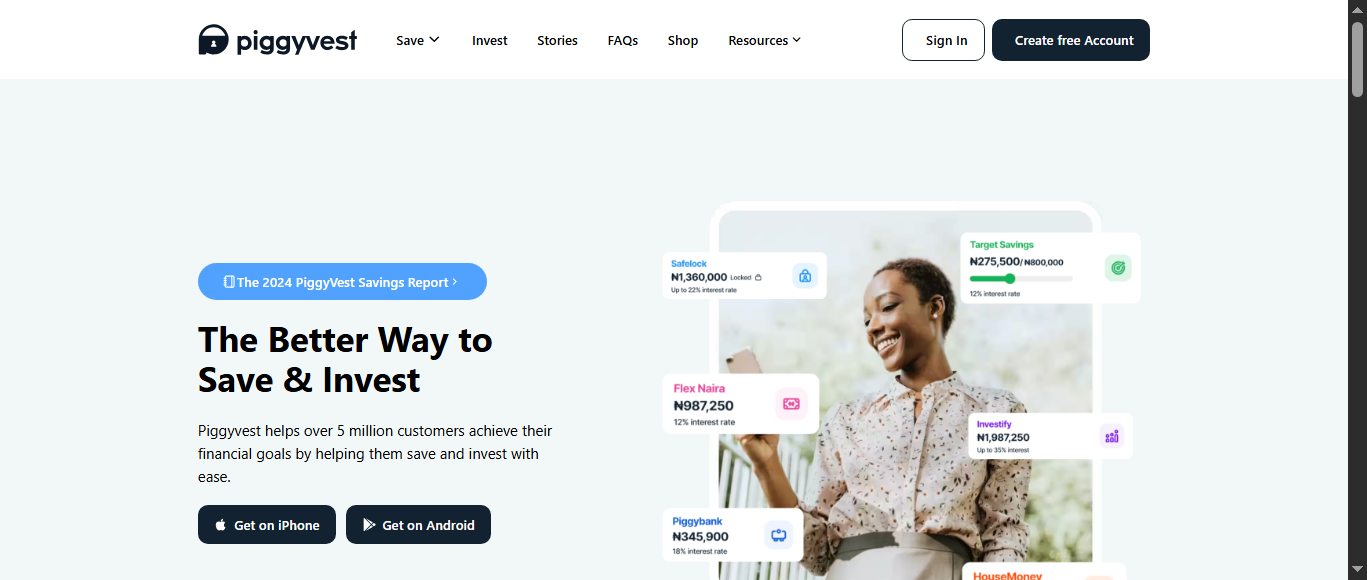 piggyvest
Save
Invest
Stories
FAQs
Shop
Resources
Sign In
Create free Account
The 2024 PiggyVest Savings Report
The Better Way to
Save & Invest
Piggyvest helps over 5 million customers achieve their
financial goals by helping them save and invest with
ease.
Get on iPhone
Get on Android
Safelock
₦1,360,000 Locked
Up to 22% interest rate
Target Savings
₦275,500/₦800,000
12% interest rate
Flex Naira
₦987,250
12% interest rate
Investify
₦1,987,250
Up to 35% interest
Piggybank
₦345,900
18% interest rate
HouseMoney